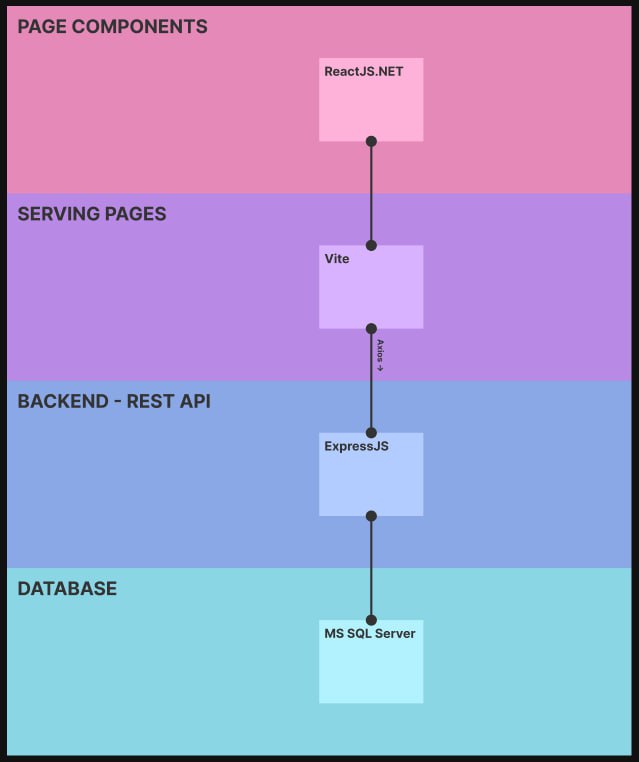 PAGE COMPONENTS
ReactJS.NET
SERVING PAGES
Vite
Axios →
BACKEND - REST API
ExpressJS
DATABASE
MS SQL Server